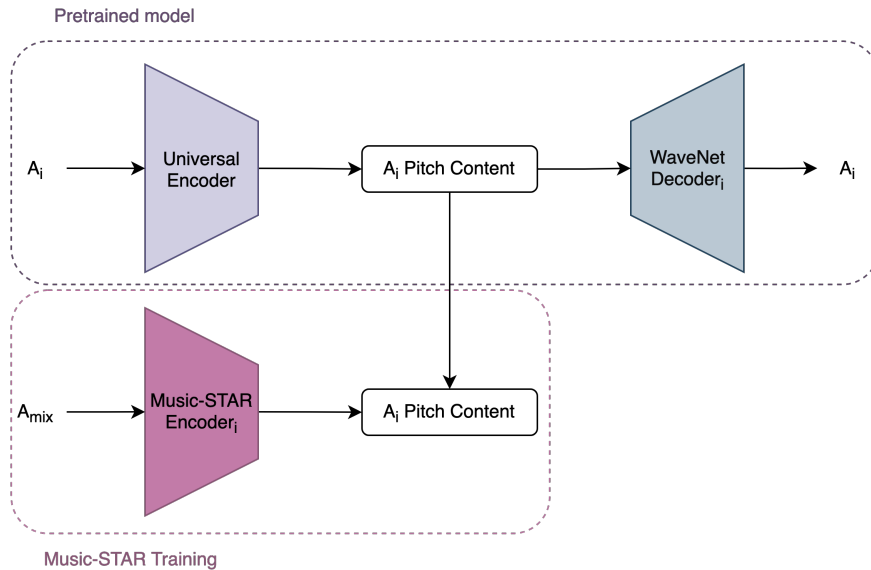 Pretrained model
Aᵢ
Universal
Encoder
Aᵢ Pitch Content
WaveNet
Decoderᵢ
Aᵢ
Amix
Music-STAR
Encoderᵢ
Aᵢ Pitch Content
Music-STAR Training